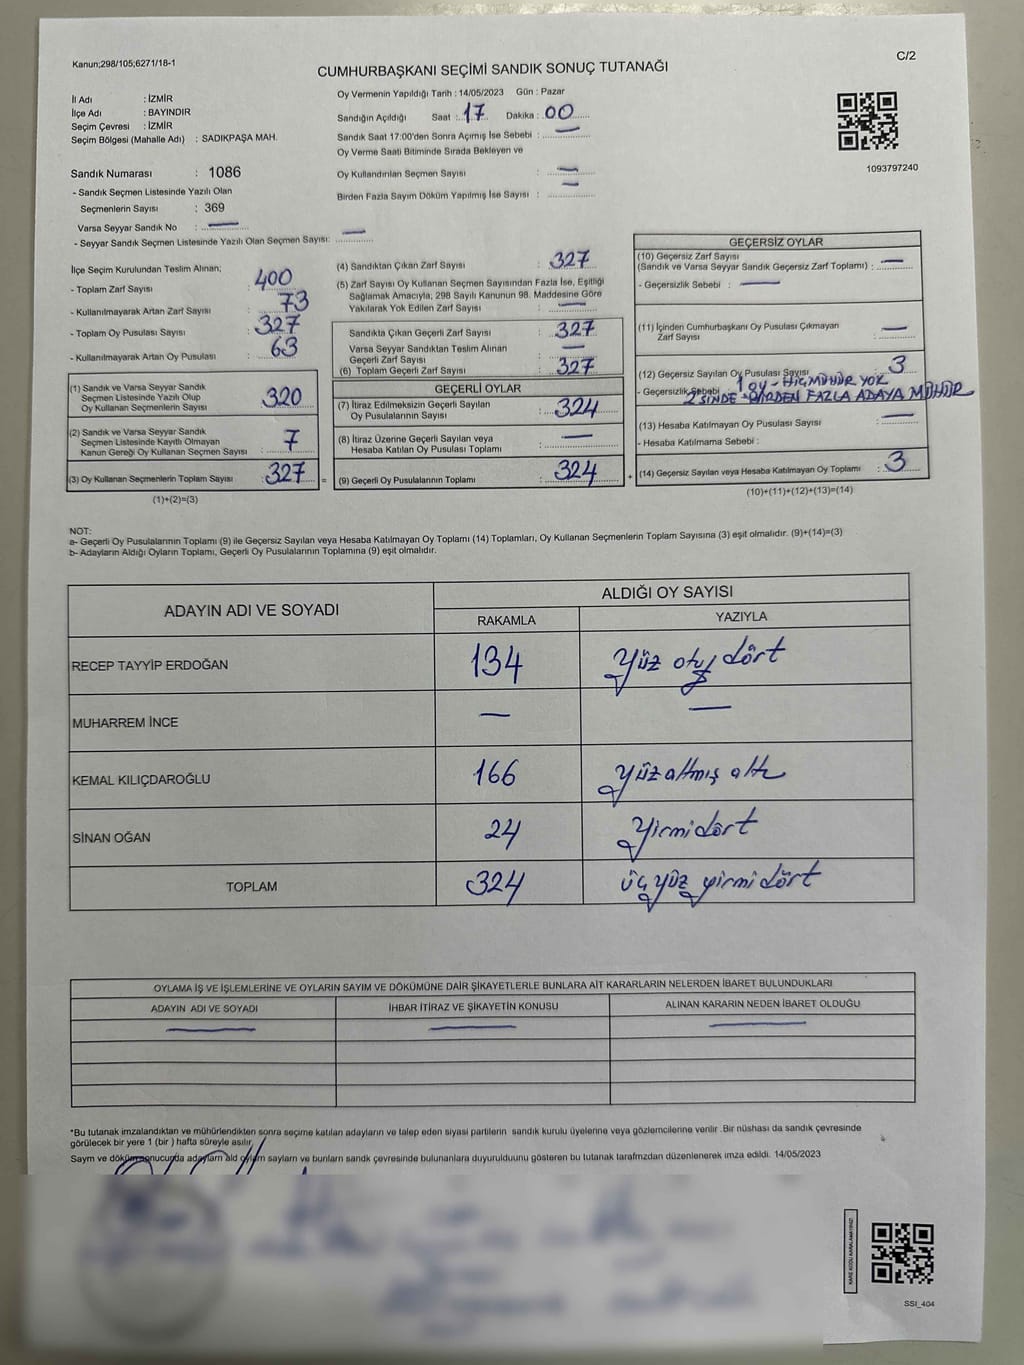 Kanun;298/105;6271/18-1
C/2
CUMHURBAŞKANI SEÇİMİ SANDIK SONUÇ TUTANAĞI
İl Adı : İZMİR
İlçe Adı : BAYINDIR
Seçim Çevresi : İZMİR
Seçim Bölgesi (Mahalle Adı) : SADIKPAŞA MAH.
Sandık Numarası : 1086
- Sandık Seçmen Listesinde Yazılı Olan
Seçmenlerin Sayısı : 369
Varsa Seyyar Sandık No : —
- Seyyar Sandık Seçmen Listesinde Yazılı Olan Seçmen Sayısı: —
Oy Vermenin Yapıldığı Tarih : 14/05/2023 Gün : Pazar
Sandığın Açıldığı Saat : 17 Dakika : 00
Sandık Saat 17:00'den Sonra Açımış İse Sebebi : —
Oy Verme Saati Bitiminde Sırada Bekleyen ve
Oy Kullandırılan Seçmen Sayısı : —
Birden Fazla Sayım Döküm Yapılmış İse Sayısı : —
1093797240
İlçe Seçim Kurulundan Teslim Alınan;
- Toplam Zarf Sayısı : 400
- Kullanılmayarak Artan Zarf Sayısı : 73
- Toplam Oy Pusulası Sayısı : 327
- Kullanılmayarak Artan Oy Pusulası : 63
(1) Sandık ve Varsa Seyyar Sandık
Seçmen Listesinde Yazılı Olup
Oy Kullanan Seçmenlerin Sayısı : 320
(2) Sandık ve Varsa Seyyar Sandık
Seçmen Listesinde Kayıtlı Olmayan
Kanun Gereği Oy Kullanan Seçmen Sayısı : 7
(3) Oy Kullanan Seçmenlerin Toplam Sayısı : 327 =
(1)+(2)=(3)
(4) Sandıktan Çıkan Zarf Sayısı : 327
(5) Zarf Sayısı Oy Kullanan Seçmen Sayısından Fazla İse, Eşitliği
Sağlamak Amacıyla; 298 Sayılı Kanunun 98. Maddesine Göre
Yakılarak Yok Edilen Zarf Sayısı : —
Sandıkta Çıkan Geçerli Zarf Sayısı : 327
Varsa Seyyar Sandıktan Teslim Alınan
Geçerli Zarf Sayısı : —
(6) Toplam Geçerli Zarf Sayısı : 327
GEÇERLİ OYLAR
(7) İtiraz Edilmeksizin Geçerli Sayılan
Oy Pusulalarının Sayısı : 324
(8) İtiraz Üzerine Geçerli Sayılan veya
Hesaba Katılan Oy Pusulası Toplamı : —
(9) Geçerli Oy Pusulalarının Toplamı : 324 +
GEÇERSİZ OYLAR
(10) Geçersiz Zarf Sayısı
(Sandık ve Varsa Seyyar Sandık Geçersiz Zarf Toplamı) : —
- Geçersizlik Sebebi : —
(11) İçinden Cumhurbaşkanı Oy Pusulası Çıkmayan
Zarf Sayısı : —
(12) Geçersiz Sayılan Oy Pusulası Sayısı : 3
- Geçersizlik Sebebi : 1 OY - HİÇ MÜHÜR YOK
2 SİNDE - BİRDEN FAZLA ADAYA MÜHÜR
(13) Hesaba Katılmayan Oy Pusulası Sayısı : —
- Hesaba Katılmama Sebebi :
(14) Geçersiz Sayılan veya Hesaba Katılmayan Oy Toplamı : 3
(10)+(11)+(12)+(13)=(14)
NOT:
a- Geçerli Oy Pusulalarının Toplamı (9) ile Geçersiz Sayılan veya Hesaba Katılmayan Oy Toplamı (14) Toplamları, Oy Kullanan Seçmenlerin Toplam Sayısına (3) eşit olmalıdır. (9)+(14)=(3)
b- Adayların Aldığı Oyların Toplamı, Geçerli Oy Pusulalarının Toplamına (9) eşit olmalıdır.
ADAYIN ADI VE SOYADI ALDIĞI OY SAYISI
RAKAMLA YAZIYLA
RECEP TAYYİP ERDOĞAN 134 Yüz otuz dört
MUHARREM İNCE — —
KEMAL KILIÇDAROĞLU 166 Yüzaltmış altı
SİNAN OĞAN 24 Yirmidört
TOPLAM 324 üçyüz yirmidört
OYLAMA İŞ VE İŞLEMLERİNE VE OYLARIN SAYIM VE DÖKÜMÜNE DAİR ŞİKAYETLERLE BUNLARA AİT KARARLARIN NELERDEN İBARET BULUNDUKLARI
ADAYIN ADI VE SOYADI İHBAR İTİRAZ VE ŞİKAYETİN KONUSU ALINAN KARARIN NEDEN İBARET OLDUĞU
— — —
*Bu tutanak imzalandıktan ve mühürlendikten sonra seçime katılan adayların ve talep eden siyasi partilerin sandık kurulu üyelerine veya gözlemcilerine verilir .Bir nüshası da sandık çevresinde
görülecek bir yere 1 (bir ) hafta süreyle asılır.
Sayım ve döküm sonucunda adayların ald oyların sayların ve bunların sandk çevresinde bulunanlara duyurulduunu gösteren bu tutanak tarafmzdan düzenlenerek imza edildi. 14/05/2023
KARE KODU KARALAMAYINIZ!
SSI_404